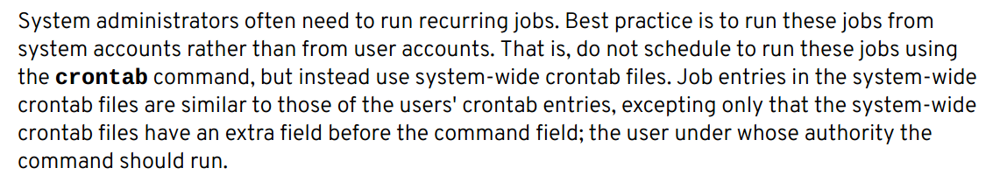 System administrators often need to run recurring jobs. Best practice is to run these jobs from
system accounts rather than from user accounts. That is, do not schedule to run these jobs using
the crontab command, but instead use system-wide crontab files. Job entries in the system-wide
crontab files are similar to those of the users' crontab entries, excepting only that the system-wide
crontab files have an extra field before the command field; the user under whose authority the
command should run.